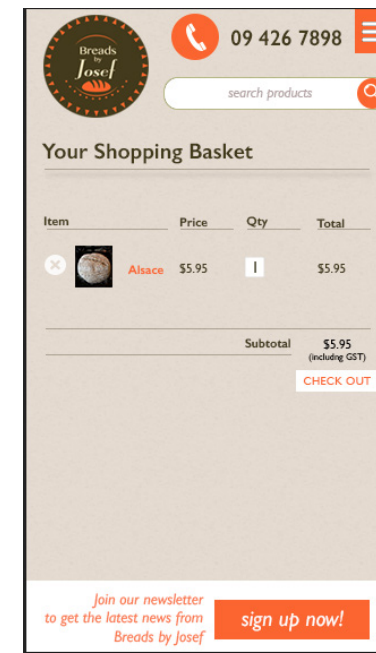 Breads
by
Josef
09 426 7898
search products
Your Shopping Basket
Item Price Qty Total
Alsace $5.95 1 $5.95
Subtotal $5.95
(includng GST)
CHECK OUT
Join our newsletter
to get the latest news from
Breads by Josef
sign up now!